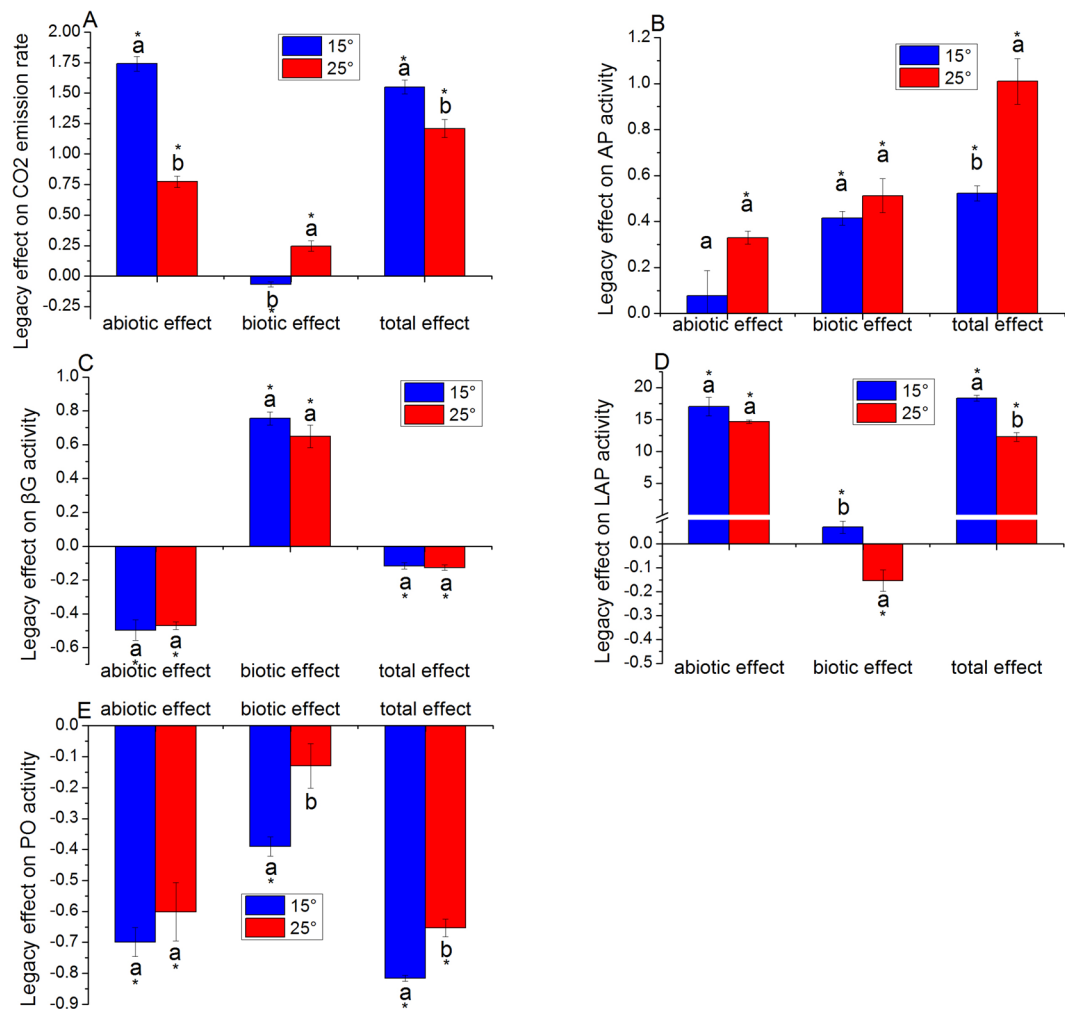 A
Legacy effect on CO2 emission rate
2.00
1.75
1.50
1.25
1.00
0.75
0.50
0.25
0.00
-0.25
15°
25°
* a
* b
b *
* a
* a
* b
abiotic effect biotic effect total effect
B
Legacy effect on AP activity
1.2
1.0
0.8
0.6
0.4
0.2
0.0
15°
25°
a
* a
* a
* a
* b
* a
abiotic effect biotic effect total effect
C
Legacy effect on βG activity
1.0
0.8
0.6
0.4
0.2
0.0
-0.2
-0.4
-0.6
15°
25°
a *
a *
* a
* a
a *
a *
abiotic effect biotic effect total effect
D
Legacy effect on LAP activity
20
15
10
0.0
-0.1
-0.2
-0.3
-0.4
-0.5
15°
25°
* a
* a
* b
a *
* a
* b
abiotic effect biotic effect total effect
E
abiotic effect biotic effect total effect
Legacy effect on PO activity
0.0
-0.1
-0.2
-0.3
-0.4
-0.5
-0.6
-0.7
-0.8
-0.9
15°
25°
a *
a *
a *
b
a *
b *